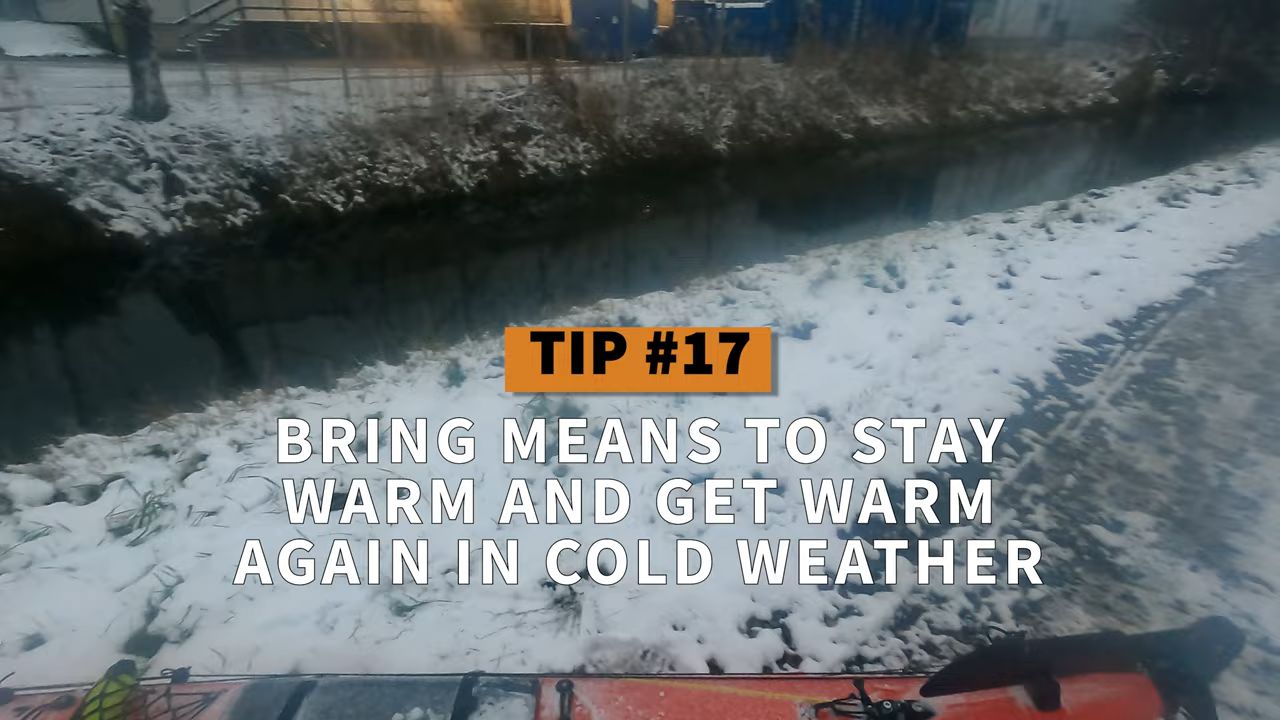 TIP #17
BRING MEANS TO STAY
WARM AND GET WARM
AGAIN IN COLD WEATHER